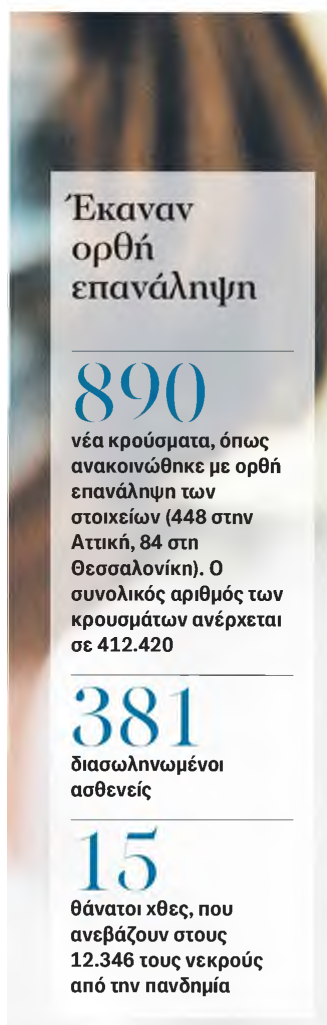 Έκαναν
ορθή
επανάληψη
890
νέα κρούσματα, όπως
ανακοινώθηκε με ορθή
επανάληψη των
στοιχείων (448 στην
Αττική, 84 στη
Θεσσαλονίκη). Ο
συνολικός αριθμός των
κρουσμάτων ανέρχεται
σε 412.420
381
διασωληνωμένοι
ασθενείς
15
θάνατοι χθες, που
ανεβάζουν στους
12.346 τους νεκρούς
από την πανδημία